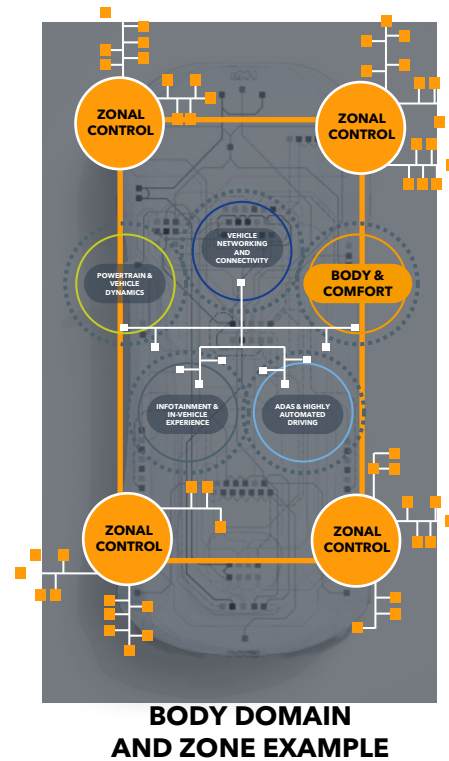 ZONAL
CONTROL
ZONAL
CONTROL
VEHICLE
NETWORKING
AND
CONNECTIVITY
POWERTRAIN &
VEHICLE
DYNAMICS
BODY &
COMFORT
INFOTAINMENT &
IN-VEHICLE
EXPERIENCE
ADAS & HIGHLY
AUTOMATED
DRIVING
ZONAL
CONTROL
ZONAL
CONTROL
BODY DOMAIN
AND ZONE EXAMPLE